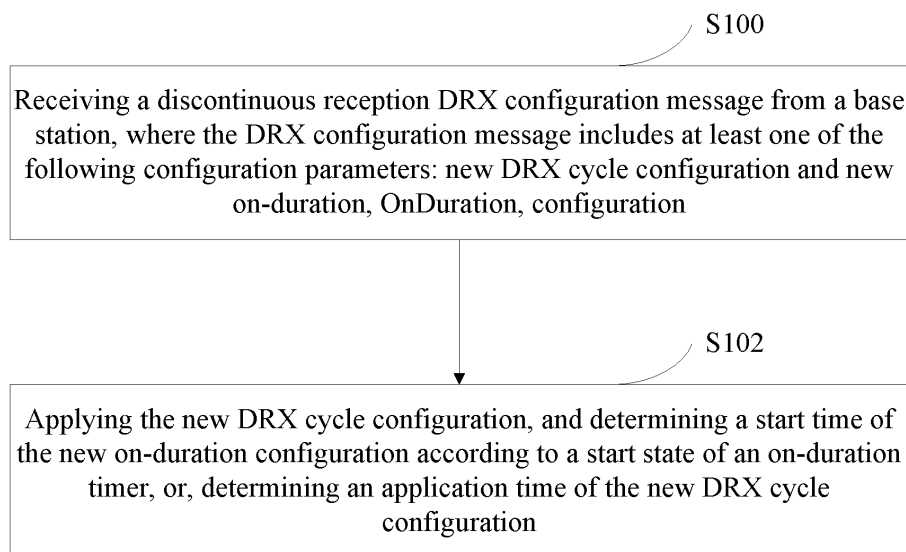 S100
Receiving a discontinuous reception DRX configuration message from a base
station, where the DRX configuration message includes at least one of the
following configuration parameters: new DRX cycle configuration and new
on-duration, OnDuration, configuration
S102
Applying the new DRX cycle configuration, and determining a start time of
the new on-duration configuration according to a start state of an on-duration
timer, or, determining an application time of the new DRX cycle
configuration